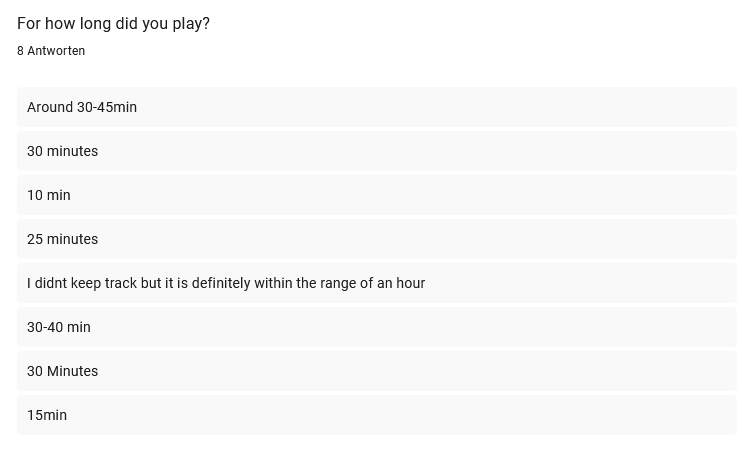 For how long did you play?
8 Antworten
Around 30-45min
30 minutes
10 min
25 minutes
I didnt keep track but it is definitely within the range of an hour
30-40 min
30 Minutes
15min